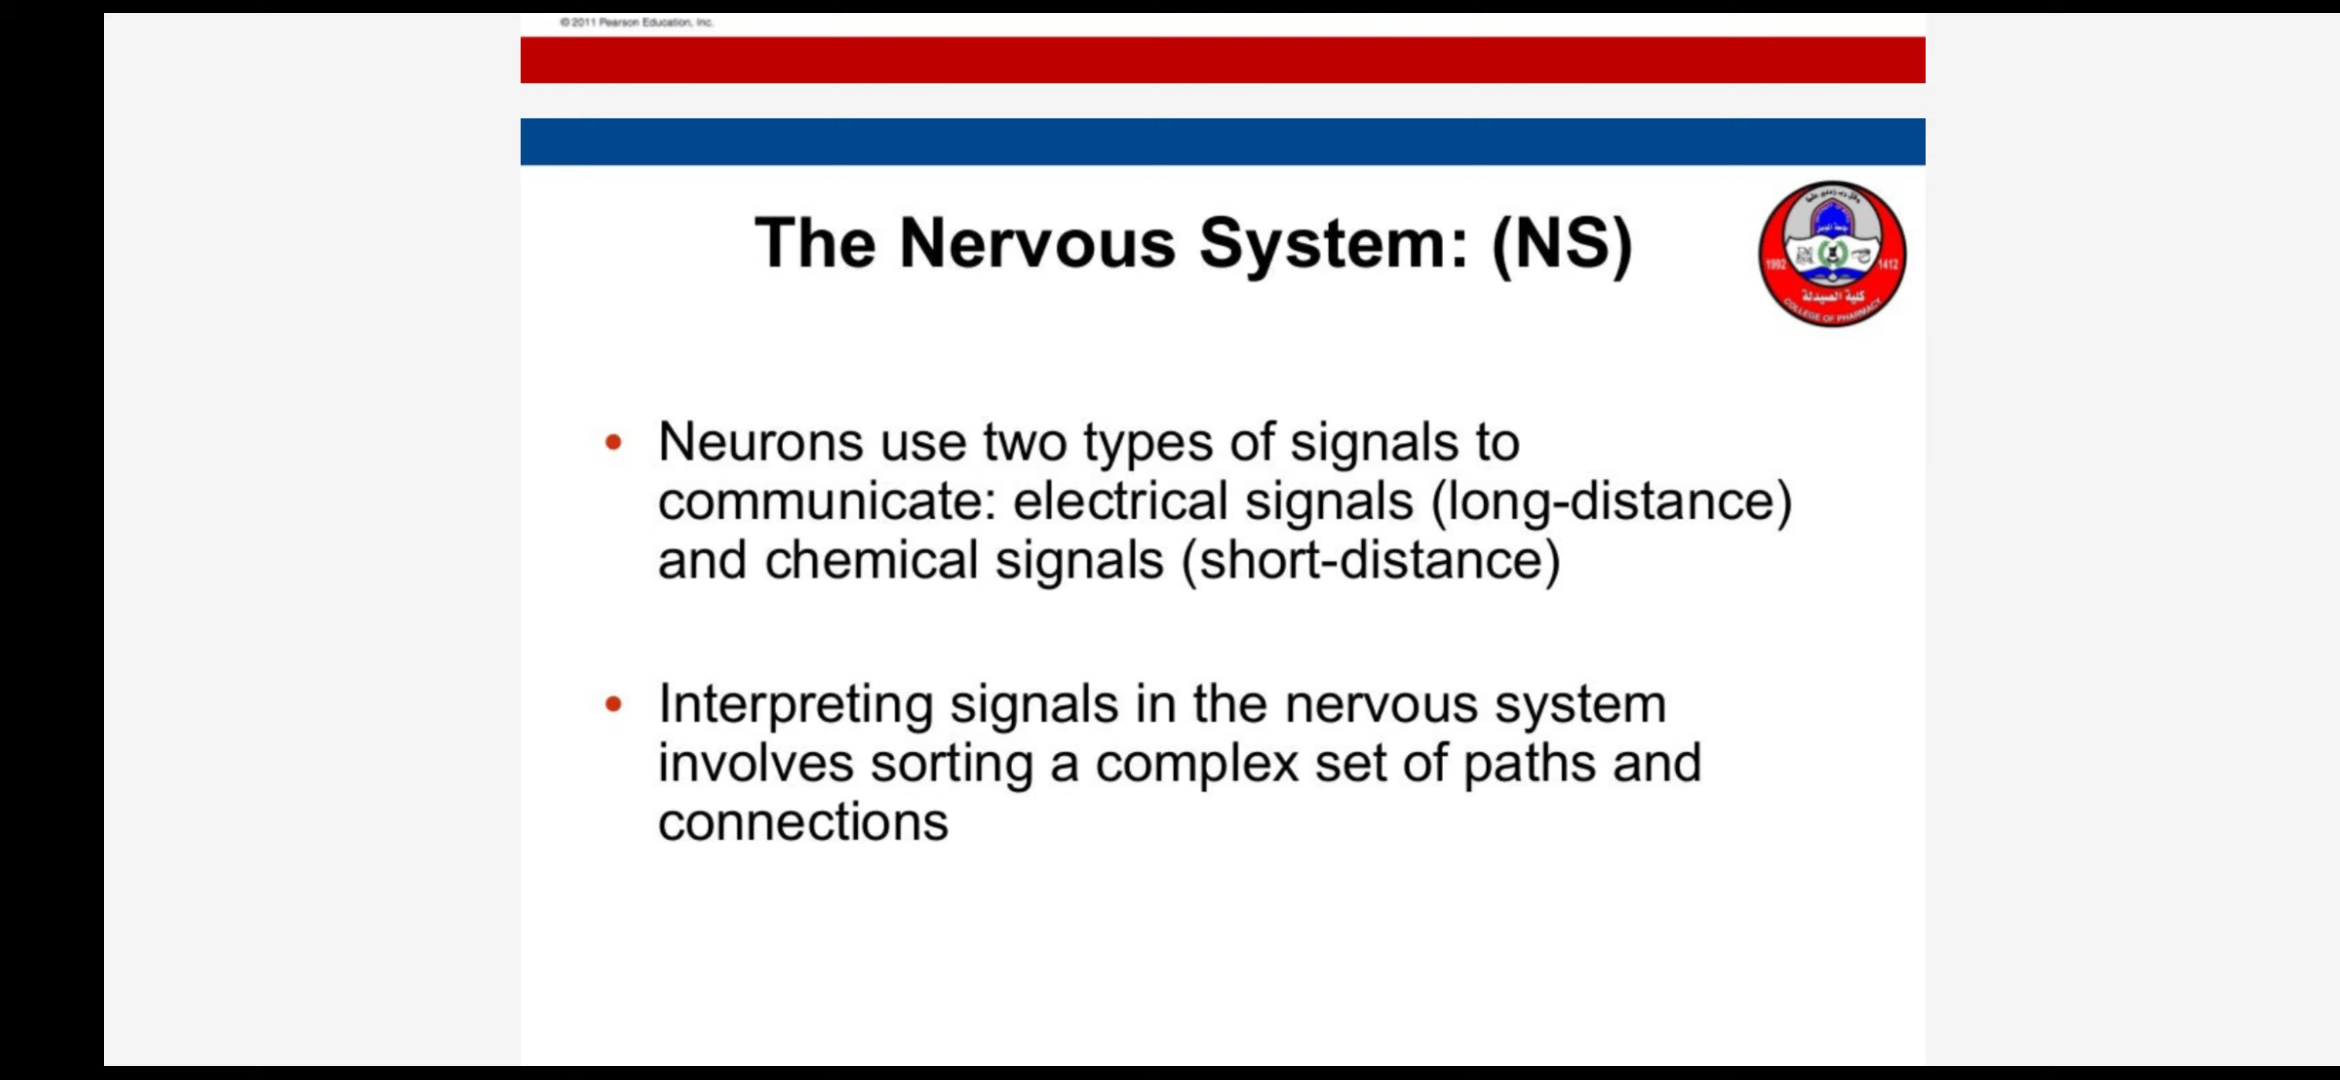 © 2011 Pearson Education, Inc.
The Nervous System: (NS)
1992
1412
كلية الصيدلة
COLLEGE OF PHARMACY
• Neurons use two types of signals to
communicate: electrical signals (long-distance)
and chemical signals (short-distance)
• Interpreting signals in the nervous system
involves sorting a complex set of paths and
connections